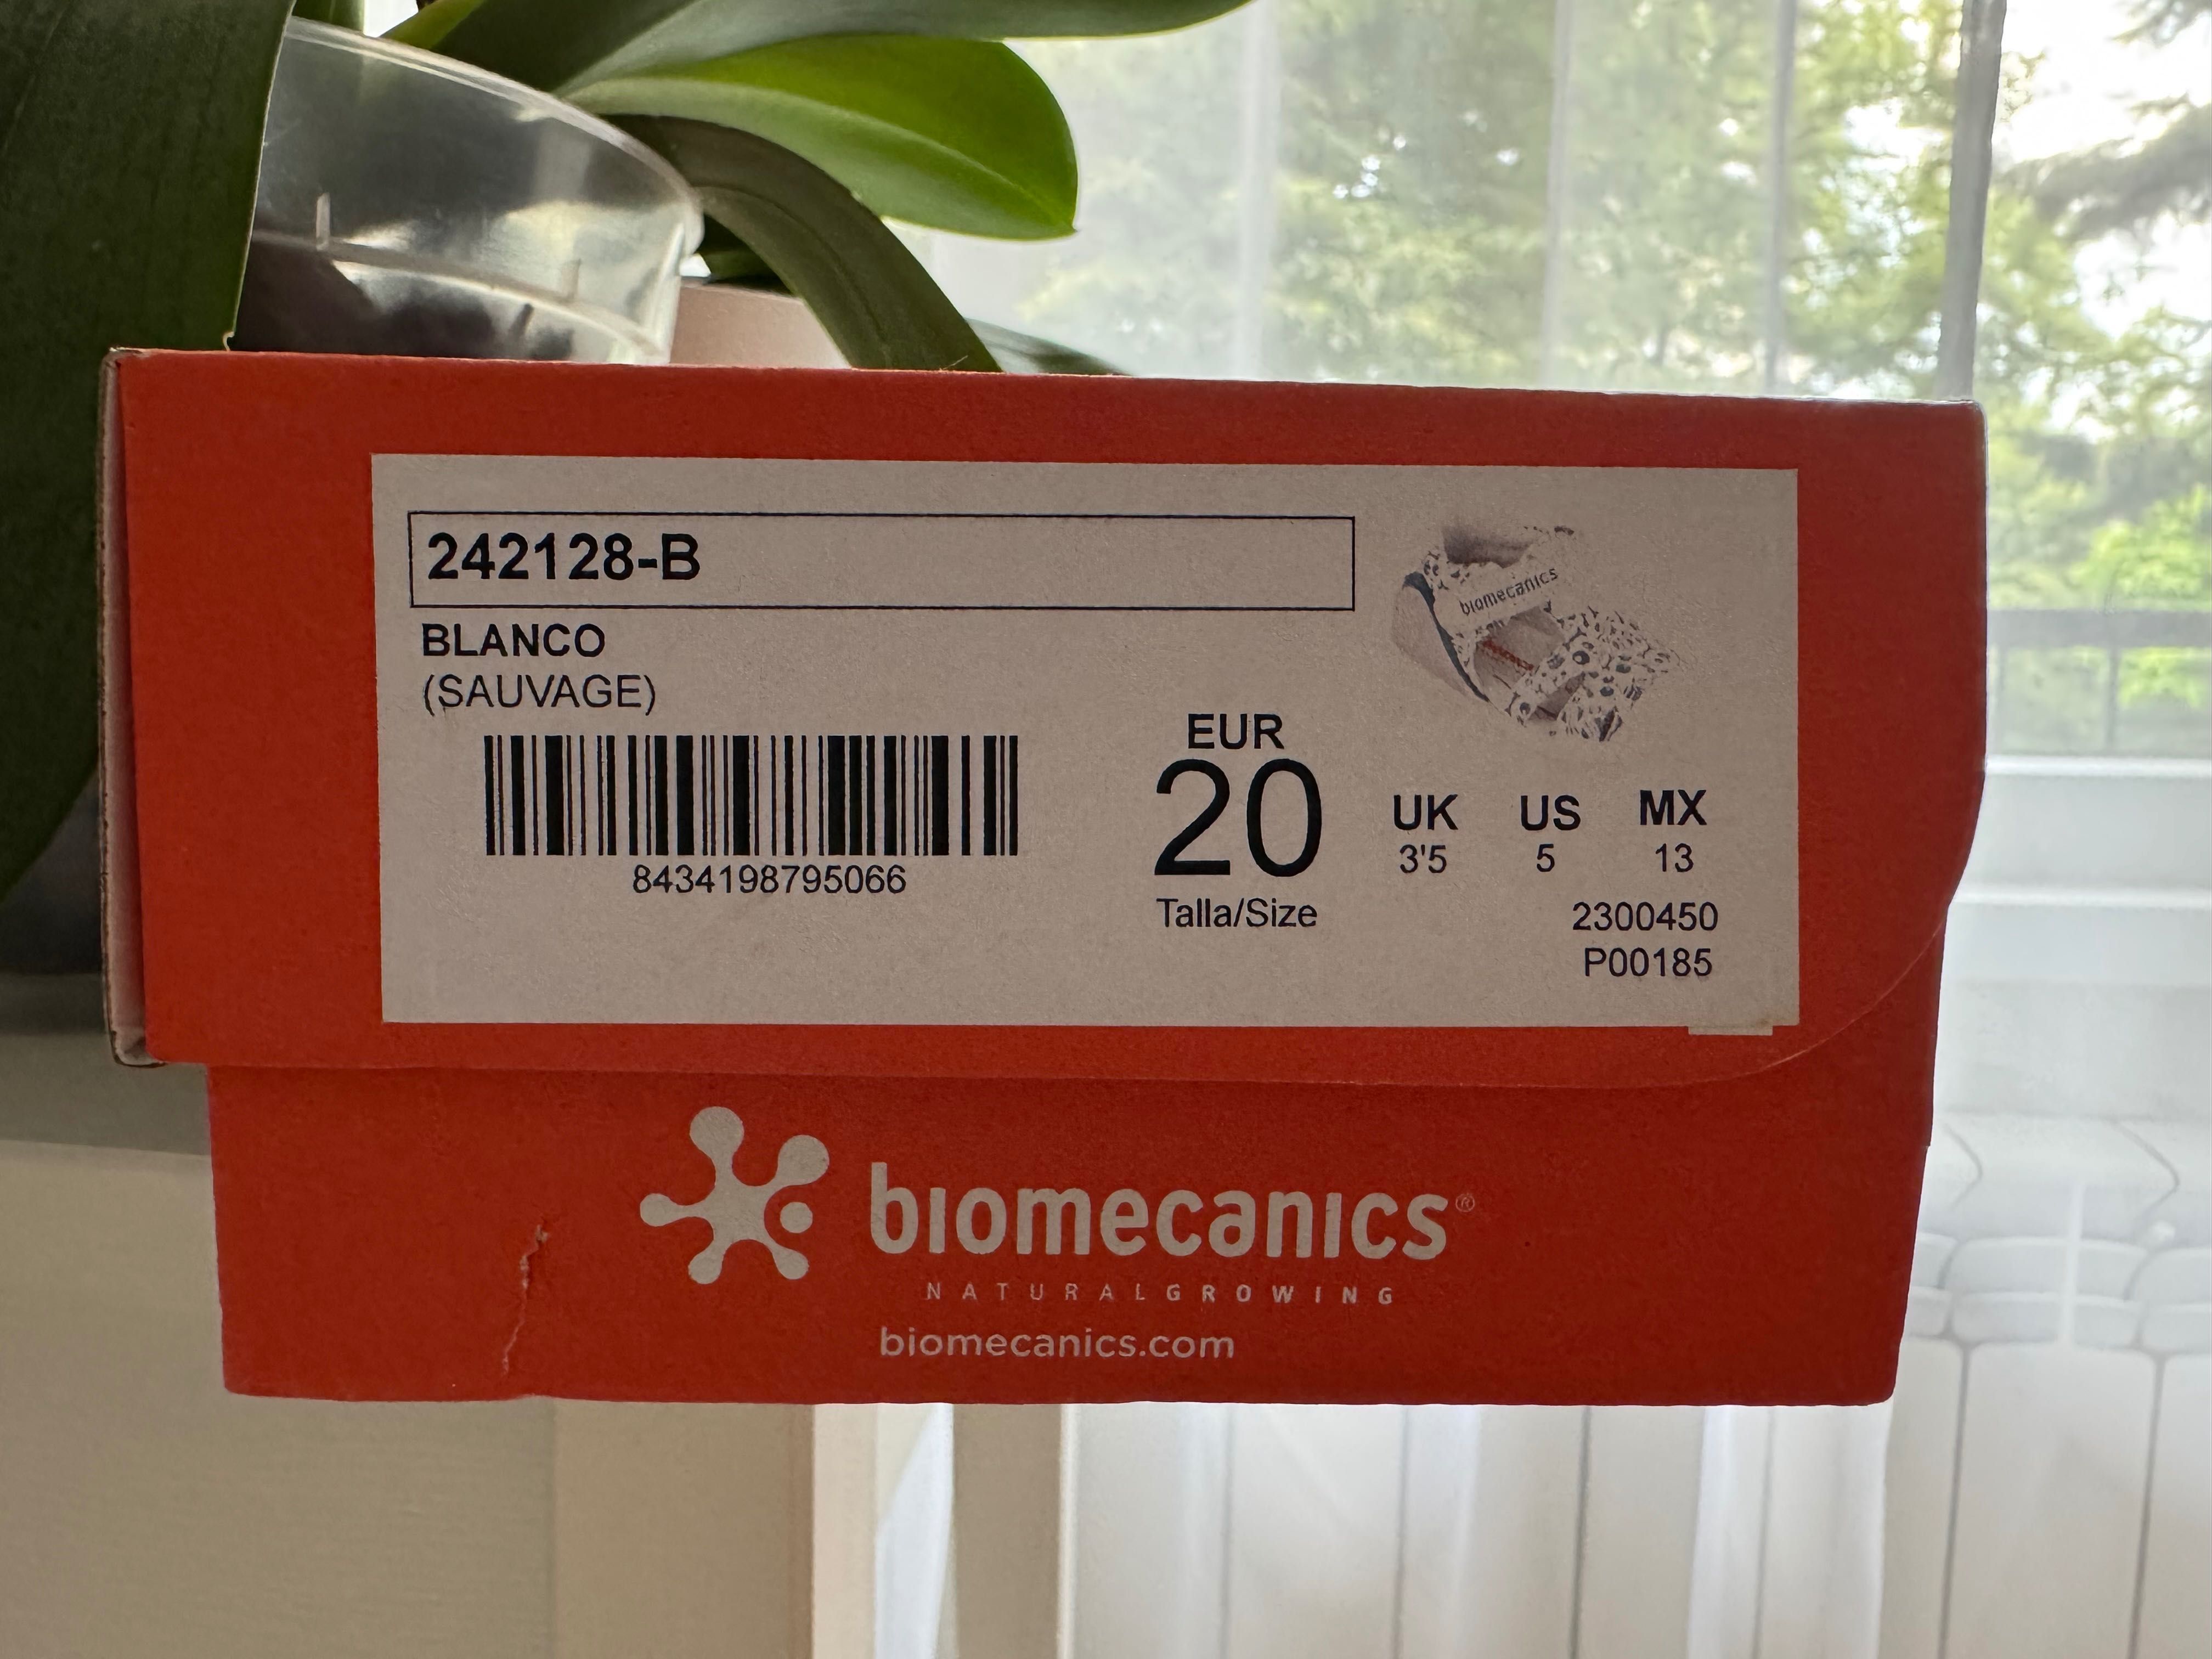 242128-B
BLANCO
(SAUVAGE)
biomecanics
8434198795066
EUR
20
Talla/Size
UK US MX
3'5 5 13
2300450
P00185
biomecanics®
NATURALGROWING
biomecanics.com